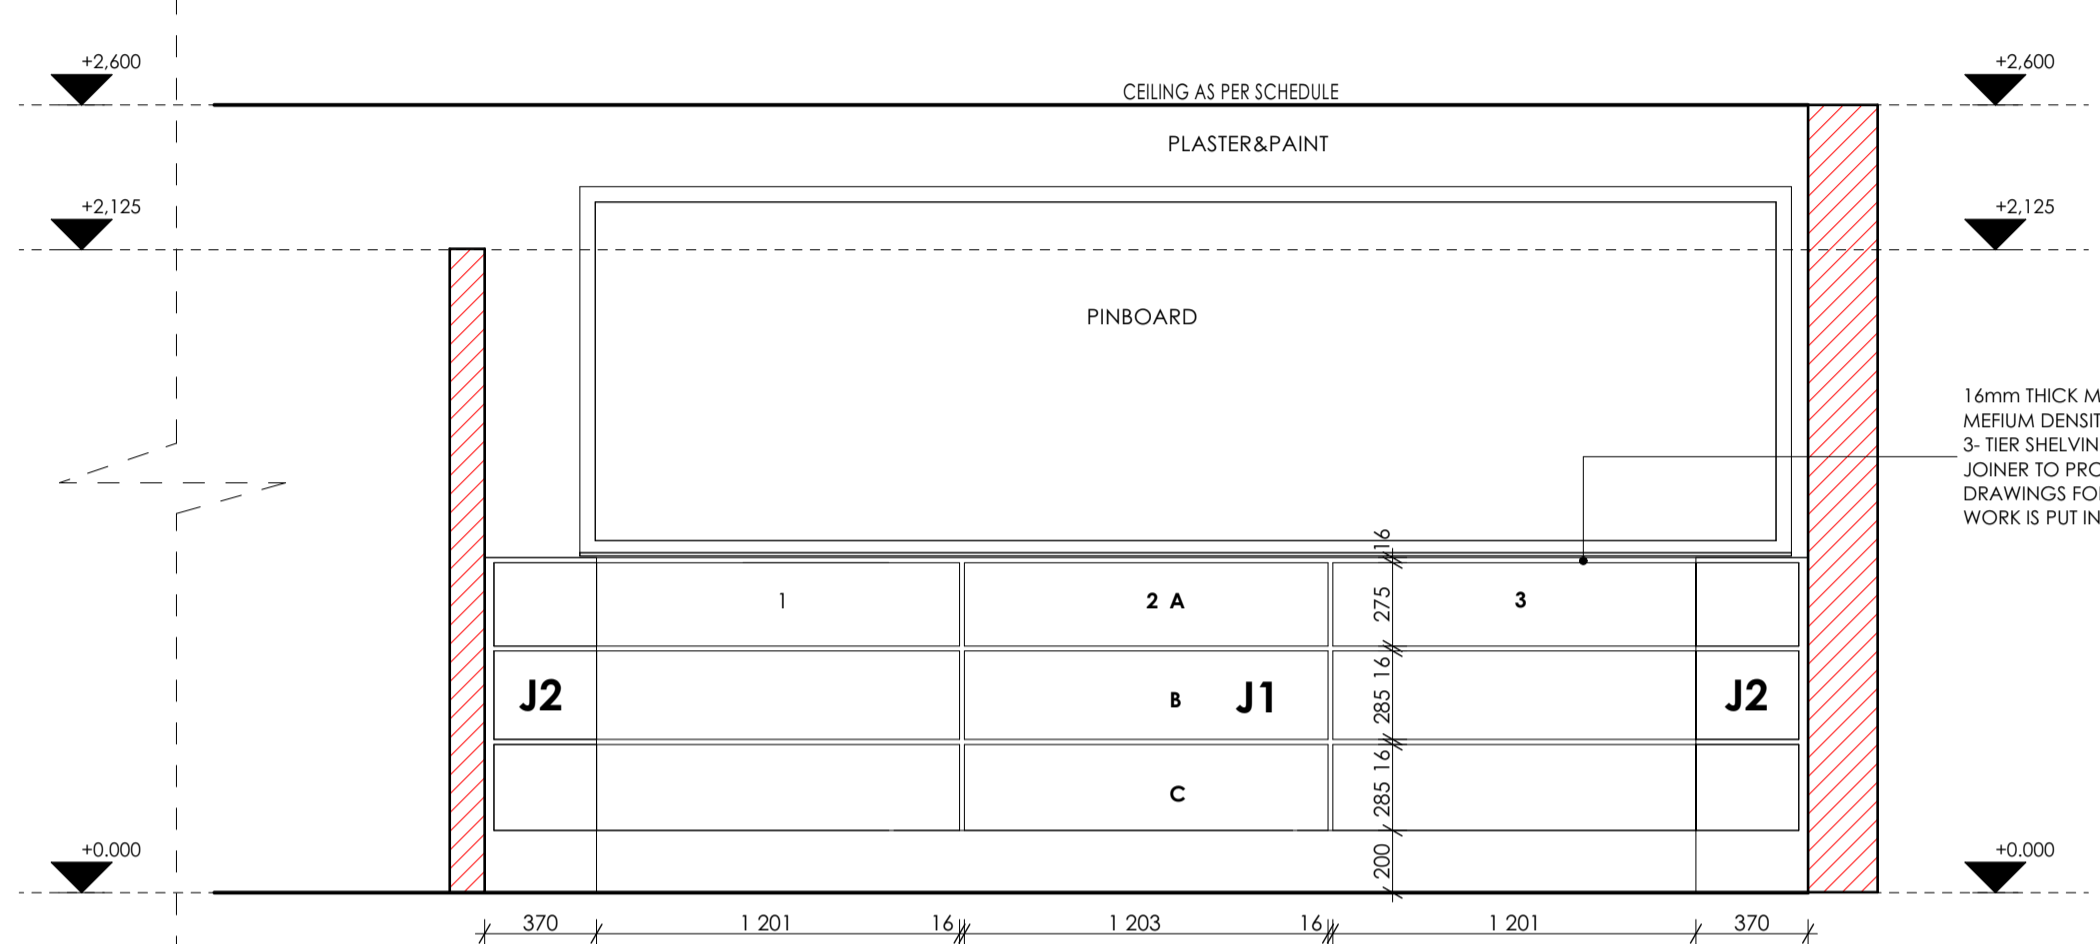 +2,600
+2,600
CEILING AS PER SCHEDULE
PLASTER&PAINT
+2,125
+2,125
PINBOARD
16mm THICK M
MEFIUM DENSIT
3- TIER SHELVIN
JOINER TO PRO
DRAWINGS FO
WORK IS PUT IN
16
275
16
285
16
285
200
1
2 A
3
J2
B
J1
J2
C
+0.000
+0.000
370
1 201
16
1 203
16
1 201
370